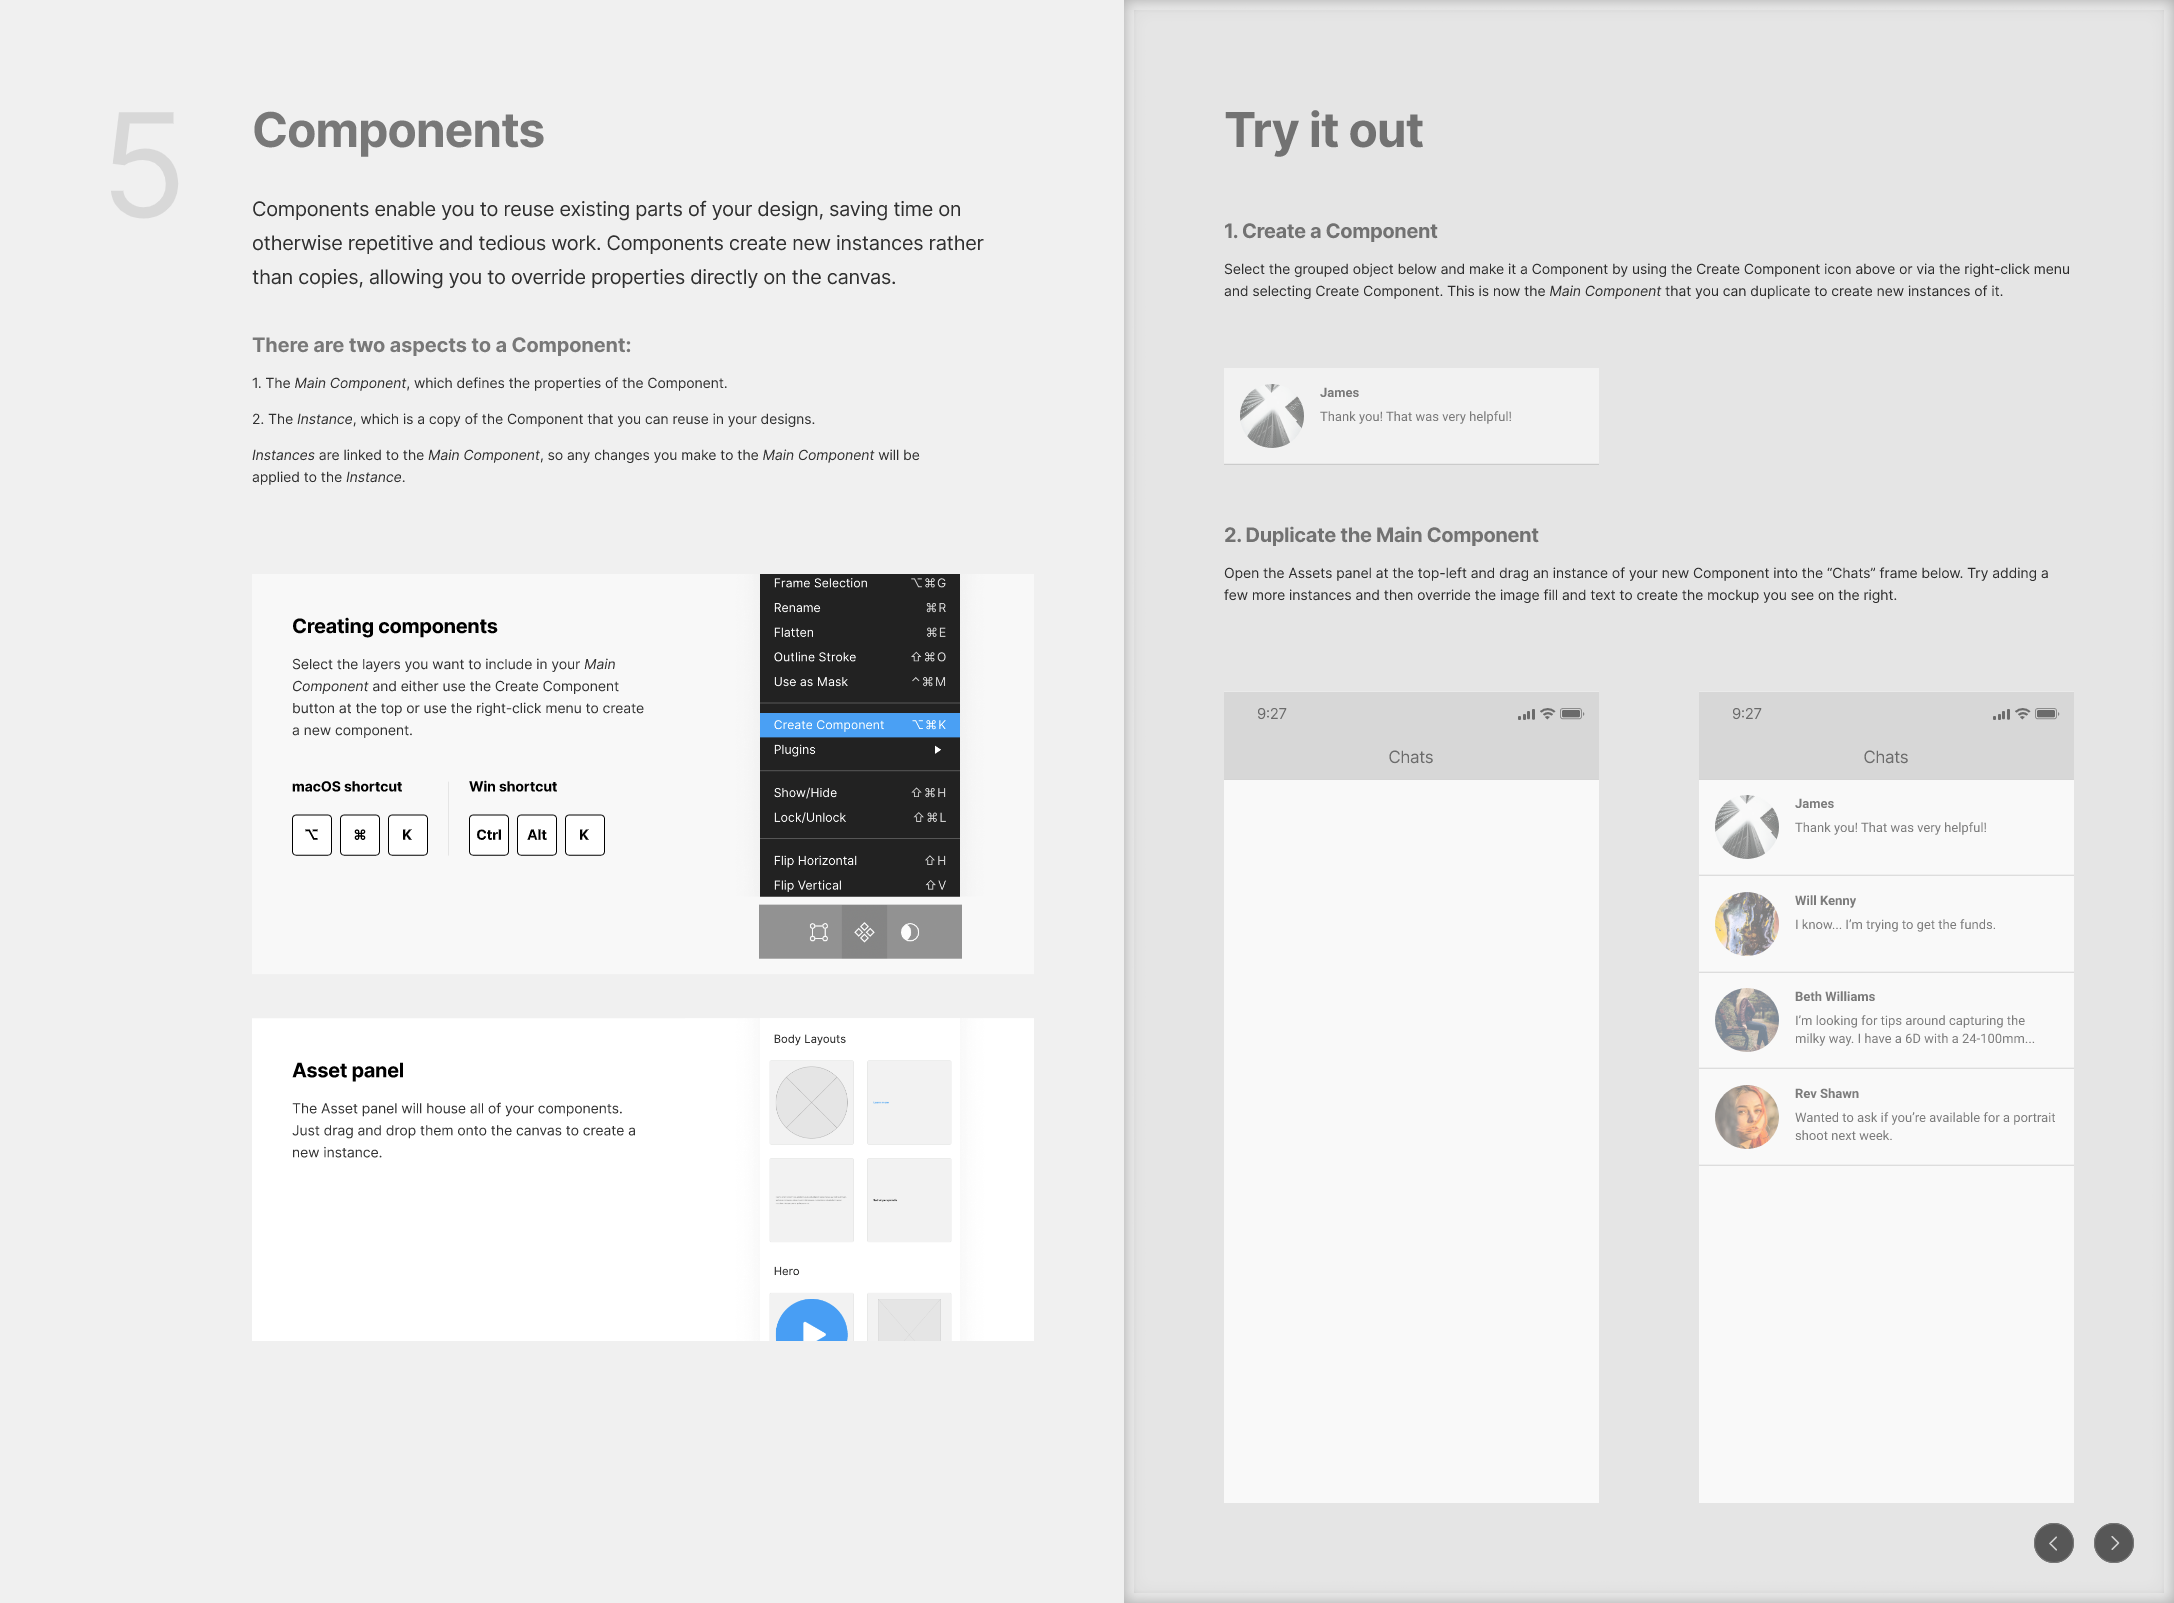 5
Components
Components enable you to reuse existing parts of your design, saving time on
otherwise repetitive and tedious work. Components create new instances rather
than copies, allowing you to override properties directly on the canvas.
There are two aspects to a Component:
1. The Main Component, which defines the properties of the Component.
2. The Instance, which is a copy of the Component that you can reuse in your designs.
Instances are linked to the Main Component, so any changes you make to the Main Component will be
applied to the Instance.
Creating components
Select the layers you want to include in your Main
Component and either use the Create Component
button at the top or use the right-click menu to create
a new component.
macOS shortcut
⌥ ⌘ K
Win shortcut
Ctrl Alt K
Frame Selection ⌥⌘G
Rename ⌘R
Flatten ⌘E
Outline Stroke ⇧⌘O
Use as Mask ^⌘M
Create Component ⌥⌘K
Plugins
Show/Hide ⇧⌘H
Lock/Unlock ⇧⌘L
Flip Horizontal ⇧H
Flip Vertical ⇧V
Asset panel
The Asset panel will house all of your components.
Just drag and drop them onto the canvas to create a
new instance.
Body Layouts
Hero
Try it out
1. Create a Component
Select the grouped object below and make it a Component by using the Create Component icon above or via the right-click menu
and selecting Create Component. This is now the Main Component that you can duplicate to create new instances of it.
James
Thank you! That was very helpful!
2. Duplicate the Main Component
Open the Assets panel at the top-left and drag an instance of your new Component into the “Chats” frame below. Try adding a
few more instances and then override the image fill and text to create the mockup you see on the right.
9:27
Chats
9:27
Chats
James
Thank you! That was very helpful!
Will Kenny
I know... I’m trying to get the funds.
Beth Williams
I’m looking for tips around capturing the
milky way. I have a 6D with a 24-100mm...
Rev Shawn
Wanted to ask if you’re available for a portrait
shoot next week.